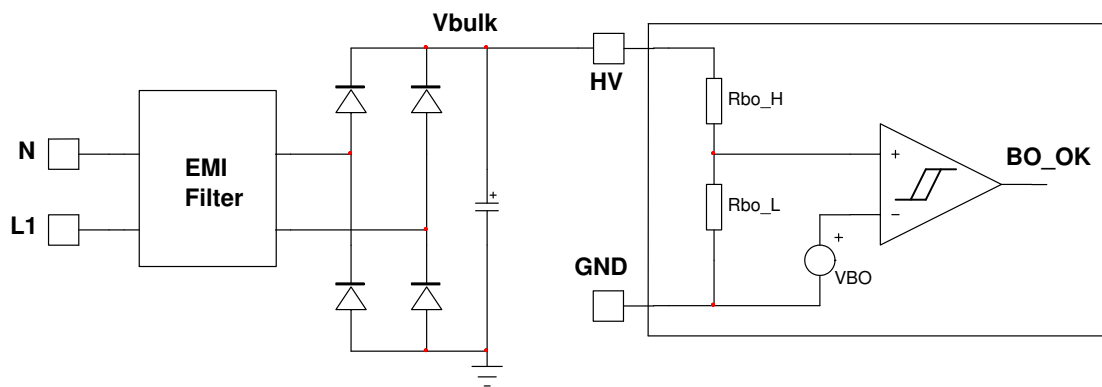 Vbulk
HV
Rbo_H
N
EMI
Filter
+
BO_OK
L1
+
Rbo_L
−
GND
+
VBO